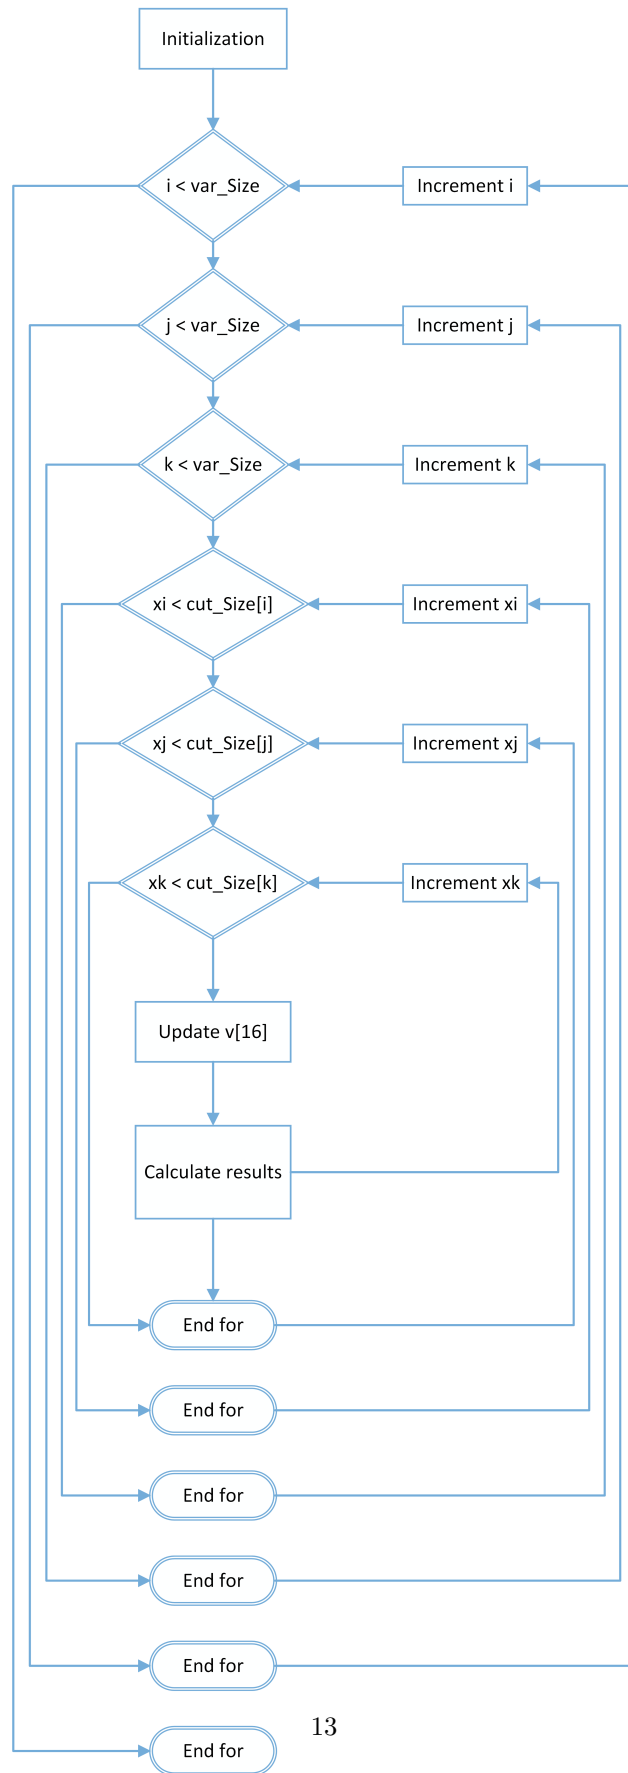 Initialization
i < var_Size
Increment i
j < var_Size
Increment j
k < var_Size
Increment k
xi < cut_Size[i]
Increment xi
xj < cut_Size[j]
Increment xj
xk < cut_Size[k]
Increment xk
Update v[16]
Calculate results
End for
End for
End for
End for
End for
13
End for